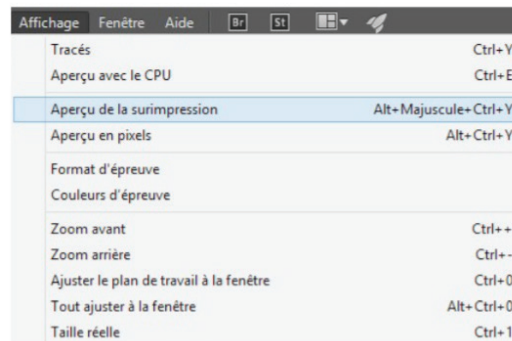 Affichage Fenêtre Aide Br St
Tracés Ctrl+Y
Aperçu avec le CPU Ctrl+E
Aperçu de la surimpression Alt+Majuscule+Ctrl+Y
Aperçu en pixels Alt+Ctrl+Y
Format d'épreuve
Couleurs d'épreuve
Zoom avant Ctrl++
Zoom arrière Ctrl+-
Ajuster le plan de travail à la fenêtre Ctrl+0
Tout ajuster à la fenêtre Alt+Ctrl+0
Taille réelle Ctrl+1